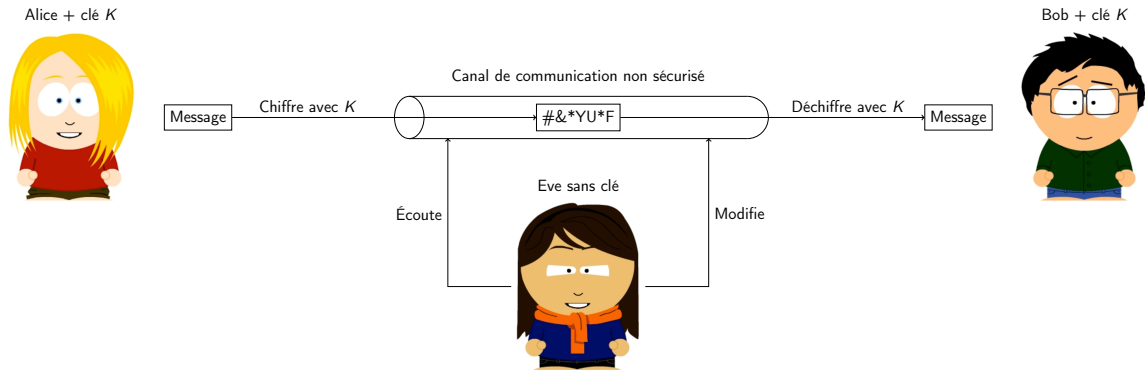 Alice + clé K
Bob + clé K
Canal de communication non sécurisé
Message
Chiffre avec K
#&*YU*F
Déchiffre avec K
Message
Eve sans clé
Écoute
Modifie